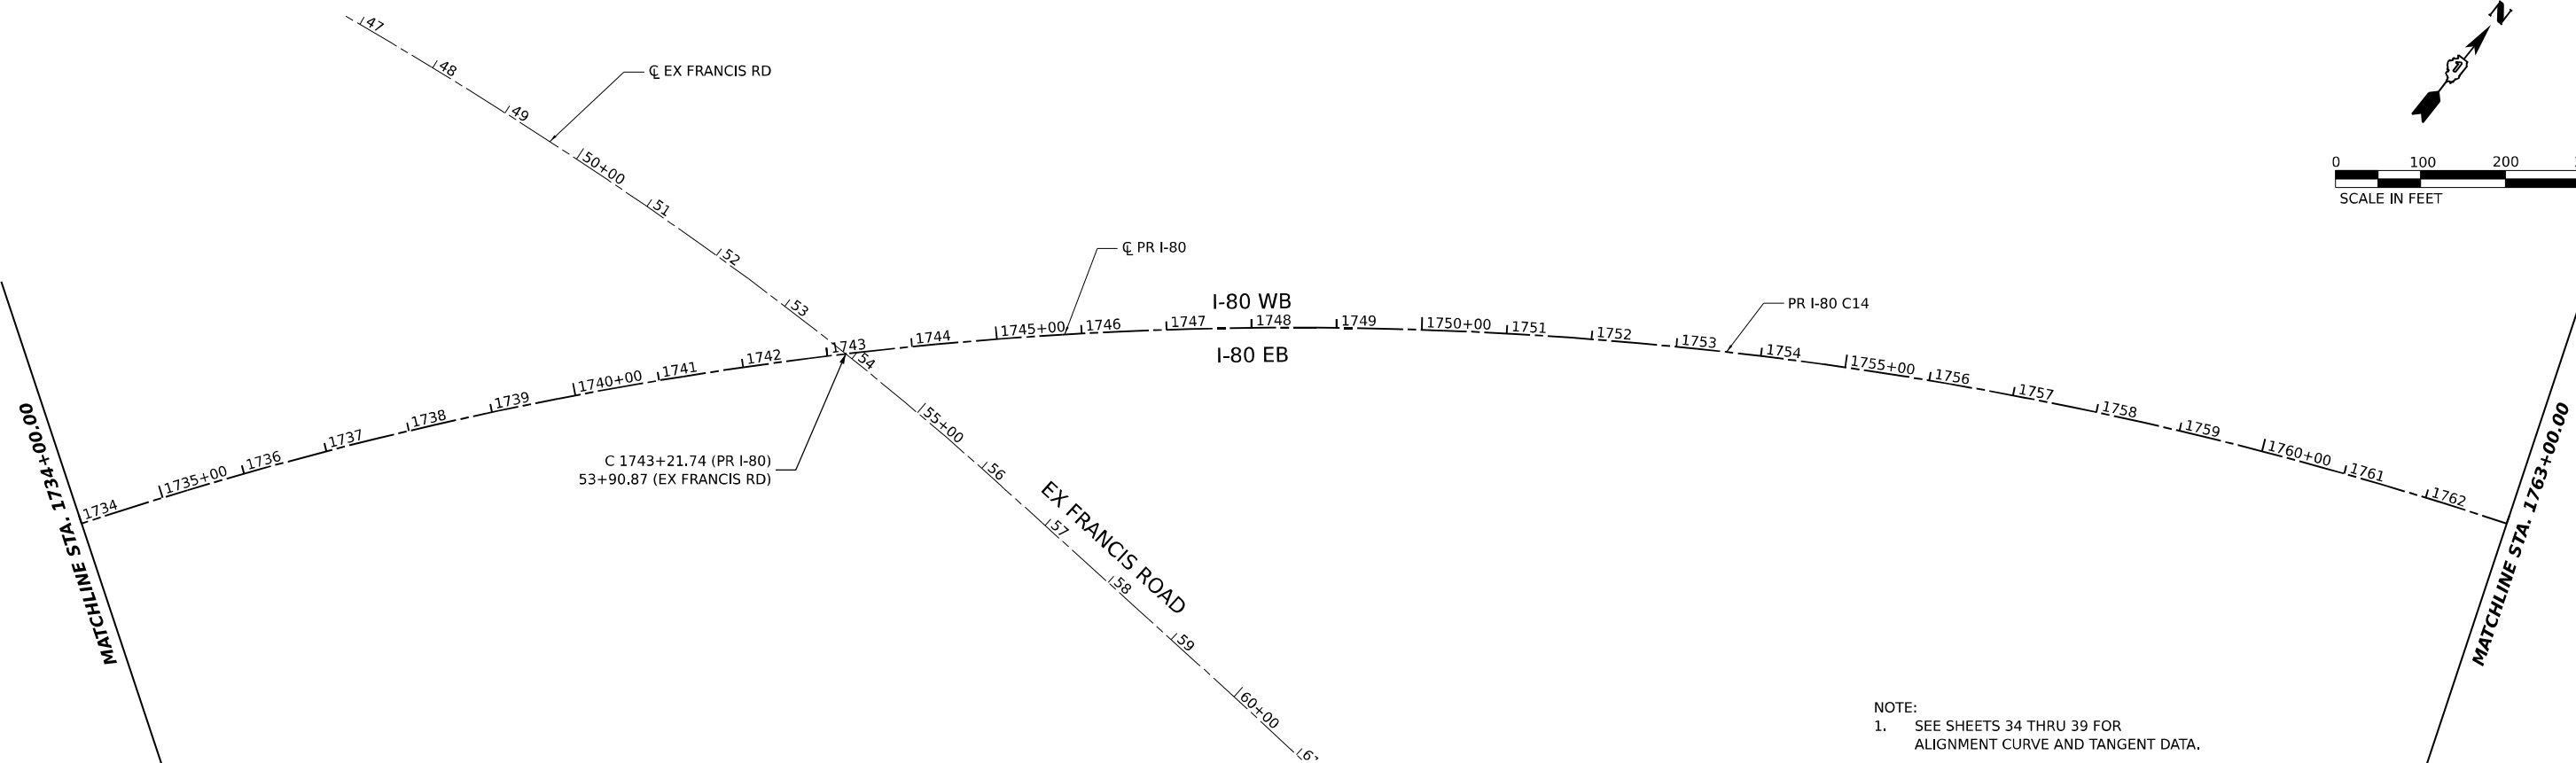 47
48
49
50+00
51
52
53
54
55+00
56
57
58
59
60+00
℄ EX FRANCIS RD
N
1
0 100 200
SCALE IN FEET
℄ PR I-80
I-80 WB
I-80 EB
PR I-80 C14
1734
1735+00
1736
1737
1738
1739
1740+00
1741
1742
1743
1744
1745+00
1746
1747
1748
1749
1750+00
1751
1752
1753
1754
1755+00
1756
1757
1758
1759
1760+00
1761
1762
C 1743+21.74 (PR I-80)
53+90.87 (EX FRANCIS RD)
EX FRANCIS ROAD
MATCHLINE STA. 1734+00.00
MATCHLINE STA. 1763+00.00
NOTE:
1. SEE SHEETS 34 THRU 39 FOR
ALIGNMENT CURVE AND TANGENT DATA.